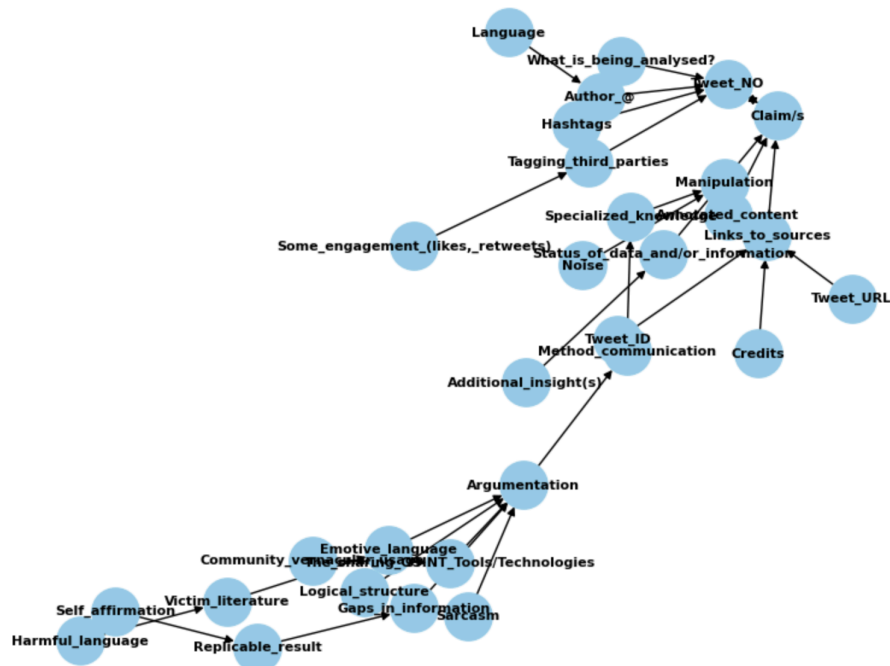 Language
What_is_being_analysed?
Tweet_NO
Author_@
Claim/s
Hashtags
Tagging_third_parties
Manipulation
Specialized_knowledge
Annotated_content
Links_to_sources
Some_engagement_(likes,_retweets)
Status_of_data_and/or_information
Noise
Tweet_URL
Tweet_ID
Method_communication
Credits
Additional_insight(s)
Argumentation
Emotive_language
Community_vernacular_usage
OSINT_Tools/Technologies
Logical_structure
Victim_literature
Gaps_in_information
Self_affirmation
Sarcasm
Harmful_language
Replicable_result